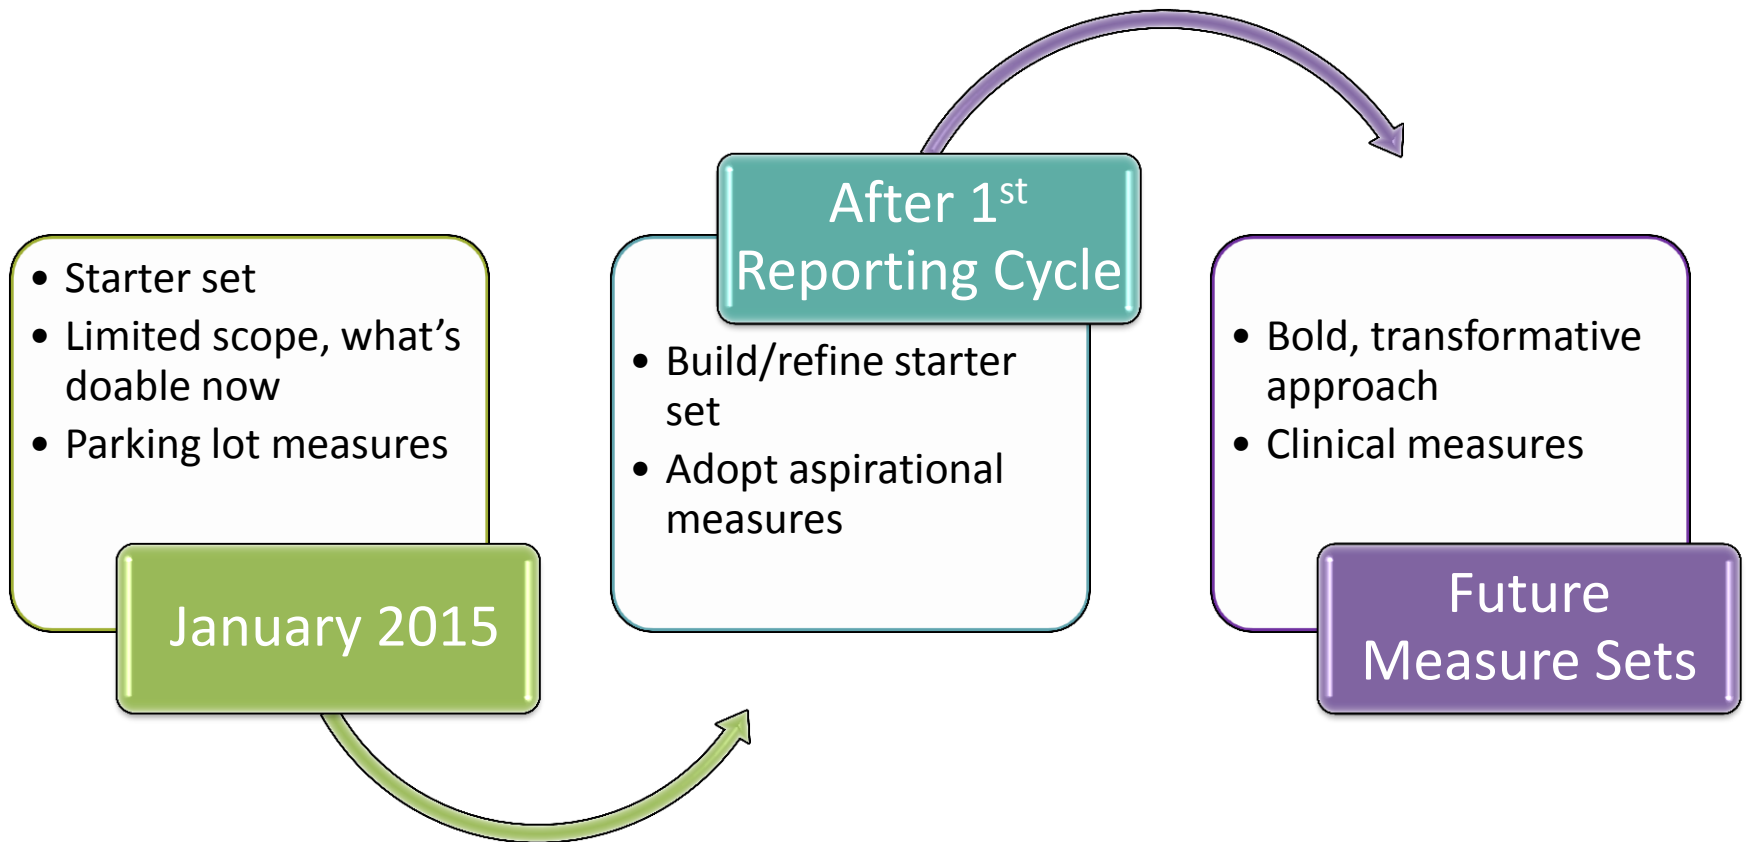 • Starter set
• Limited scope, what’s
doable now
• Parking lot measures
January 2015
After 1st
Reporting Cycle
• Build/refine starter
set
• Adopt aspirational
measures
• Bold, transformative
approach
• Clinical measures
Future
Measure Sets